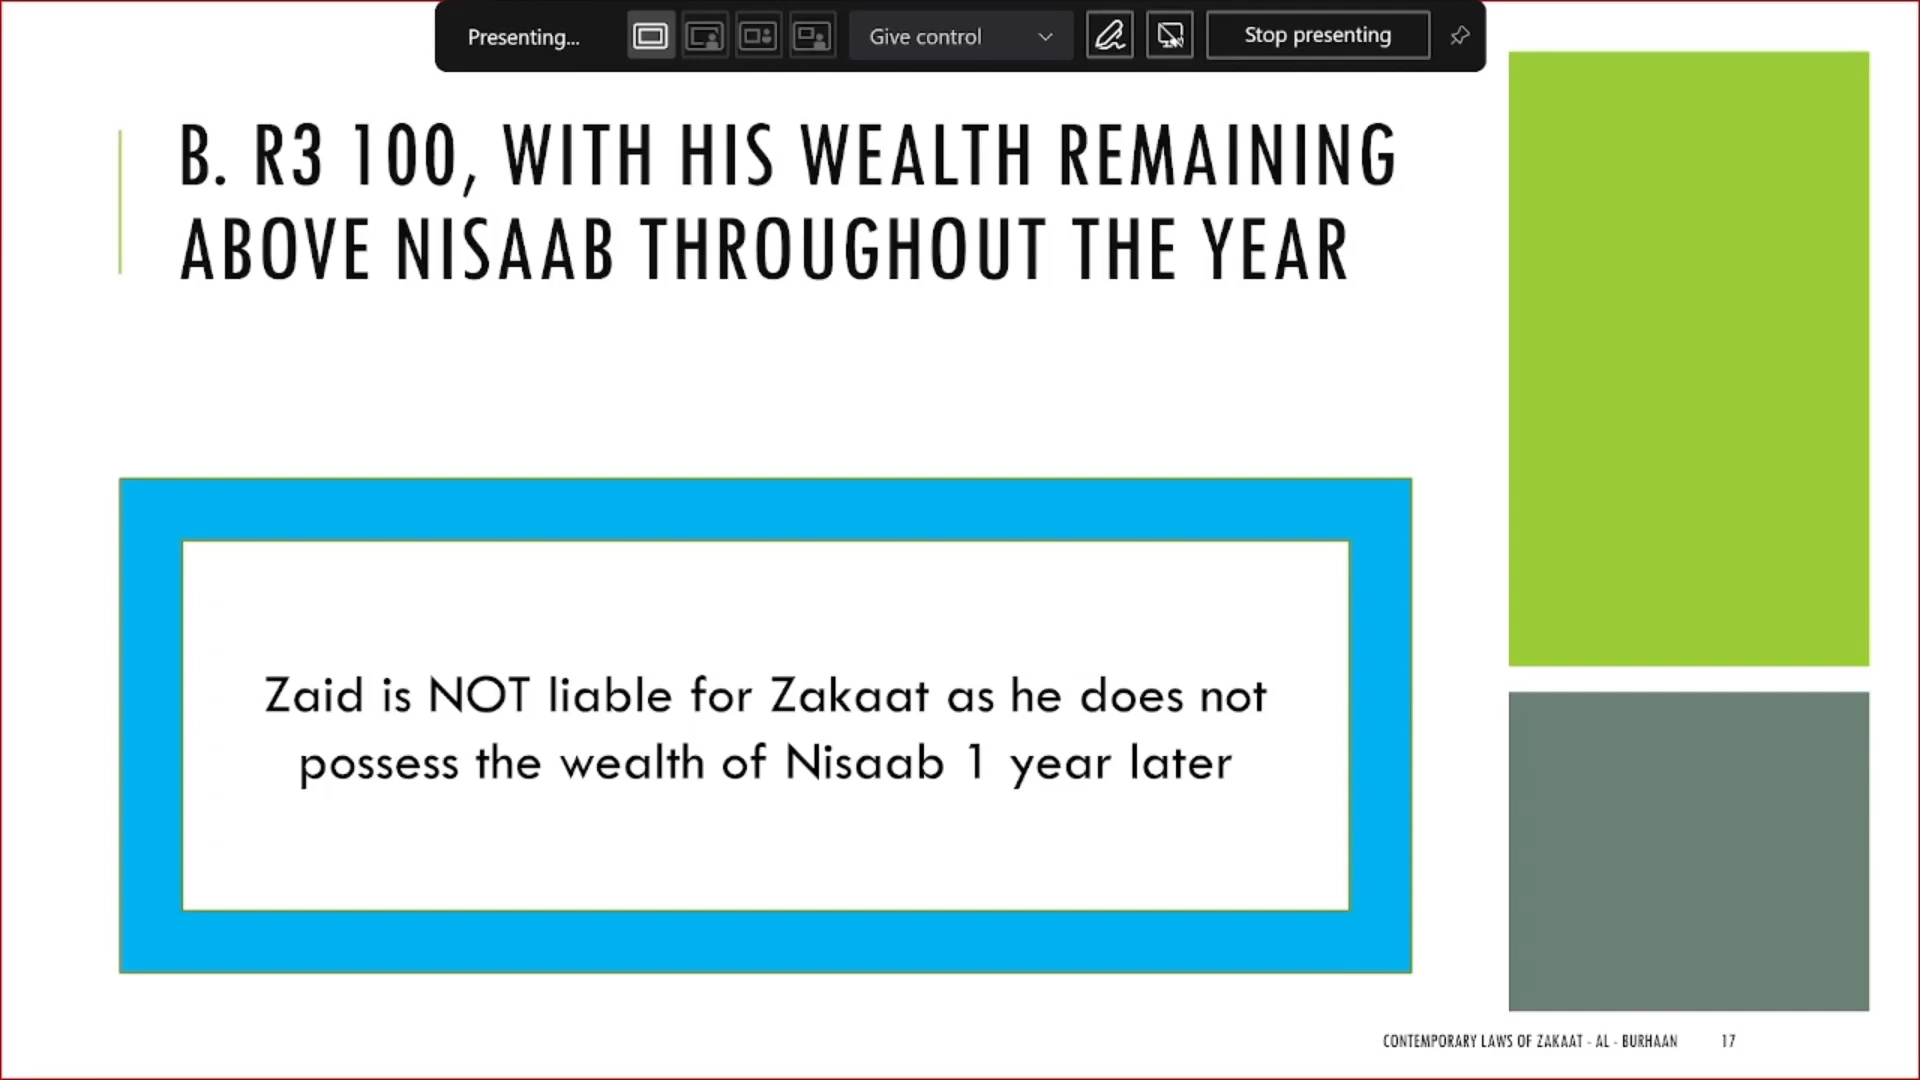 Presenting...
Give control
Stop presenting
B. R3 100, WITH HIS WEALTH REMAINING
ABOVE NISAAB THROUGHOUT THE YEAR
Zaid is NOT liable for Zakaat as he does not
possess the wealth of Nisaab 1 year later
CONTEMPORARY LAWS OF ZAKAAT - AL - BURHAAN
17